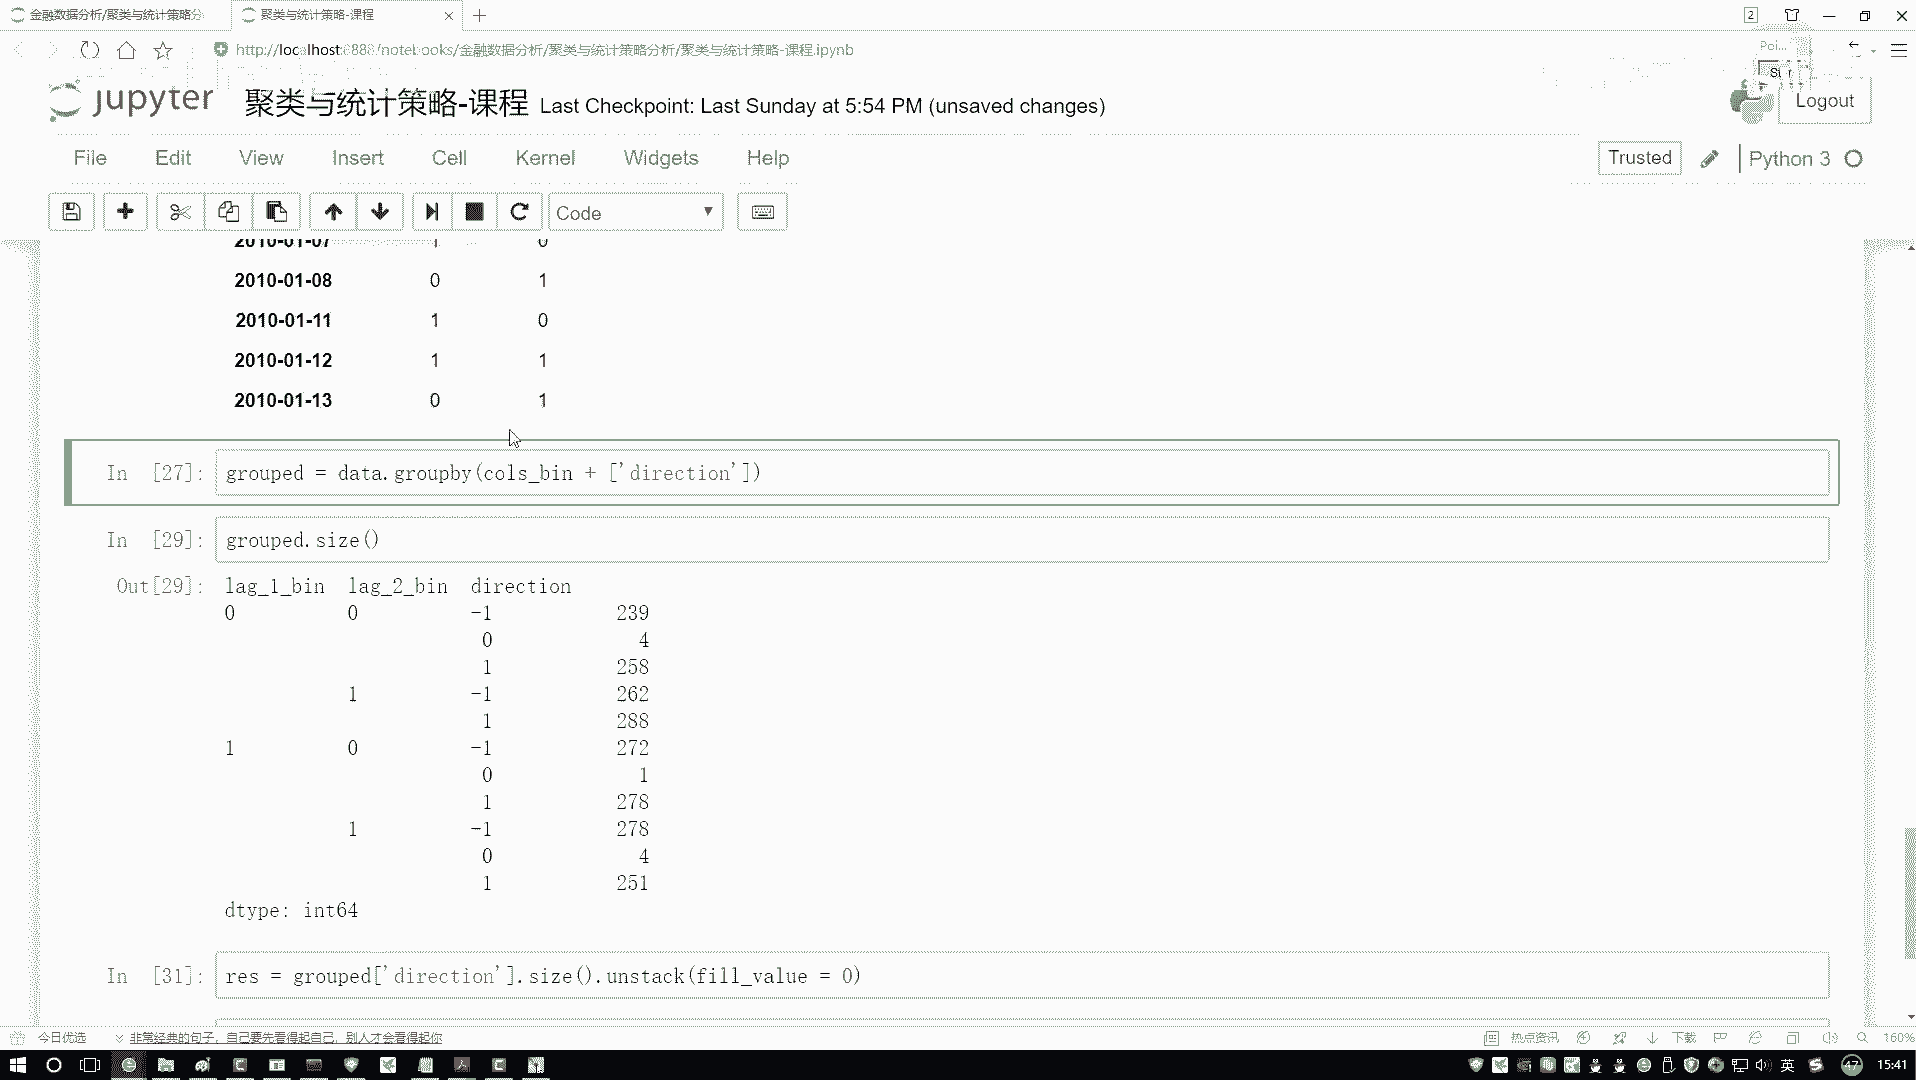 金融数据分析/聚类与统计策略分 聚类与统计策略-课程 2
http://localhost:8888/notebooks/金融数据分析/聚类与统计策略分析/聚类与统计策略-课程.ipynb
jupyter 聚类与统计策略-课程 Last Checkpoint: Last Sunday at 5:54 PM (unsaved changes) Logout
File Edit View Insert Cell Kernel Widgets Help Trusted Python 3
Code
2010-01-07 1 0
2010-01-08 0 1
2010-01-11 1 0
2010-01-12 1 1
2010-01-13 0 1
In [27]: grouped = data.groupby(cols_bin + ['direction'])
In [29]: grouped.size()
Out[29]: lag_1_bin lag_2_bin direction
0 0 -1 239
0 4
1 258
1 -1 262
1 288
1 0 -1 272
0 1
1 278
1 -1 278
0 4
1 251
dtype: int64
In [31]: res = grouped['direction'].size().unstack(fill_value = 0)
今日优选 非常经典的句子，自己要先看得起自己，别人才会看得起你 热点资讯 下载 160%
英 47 15:41